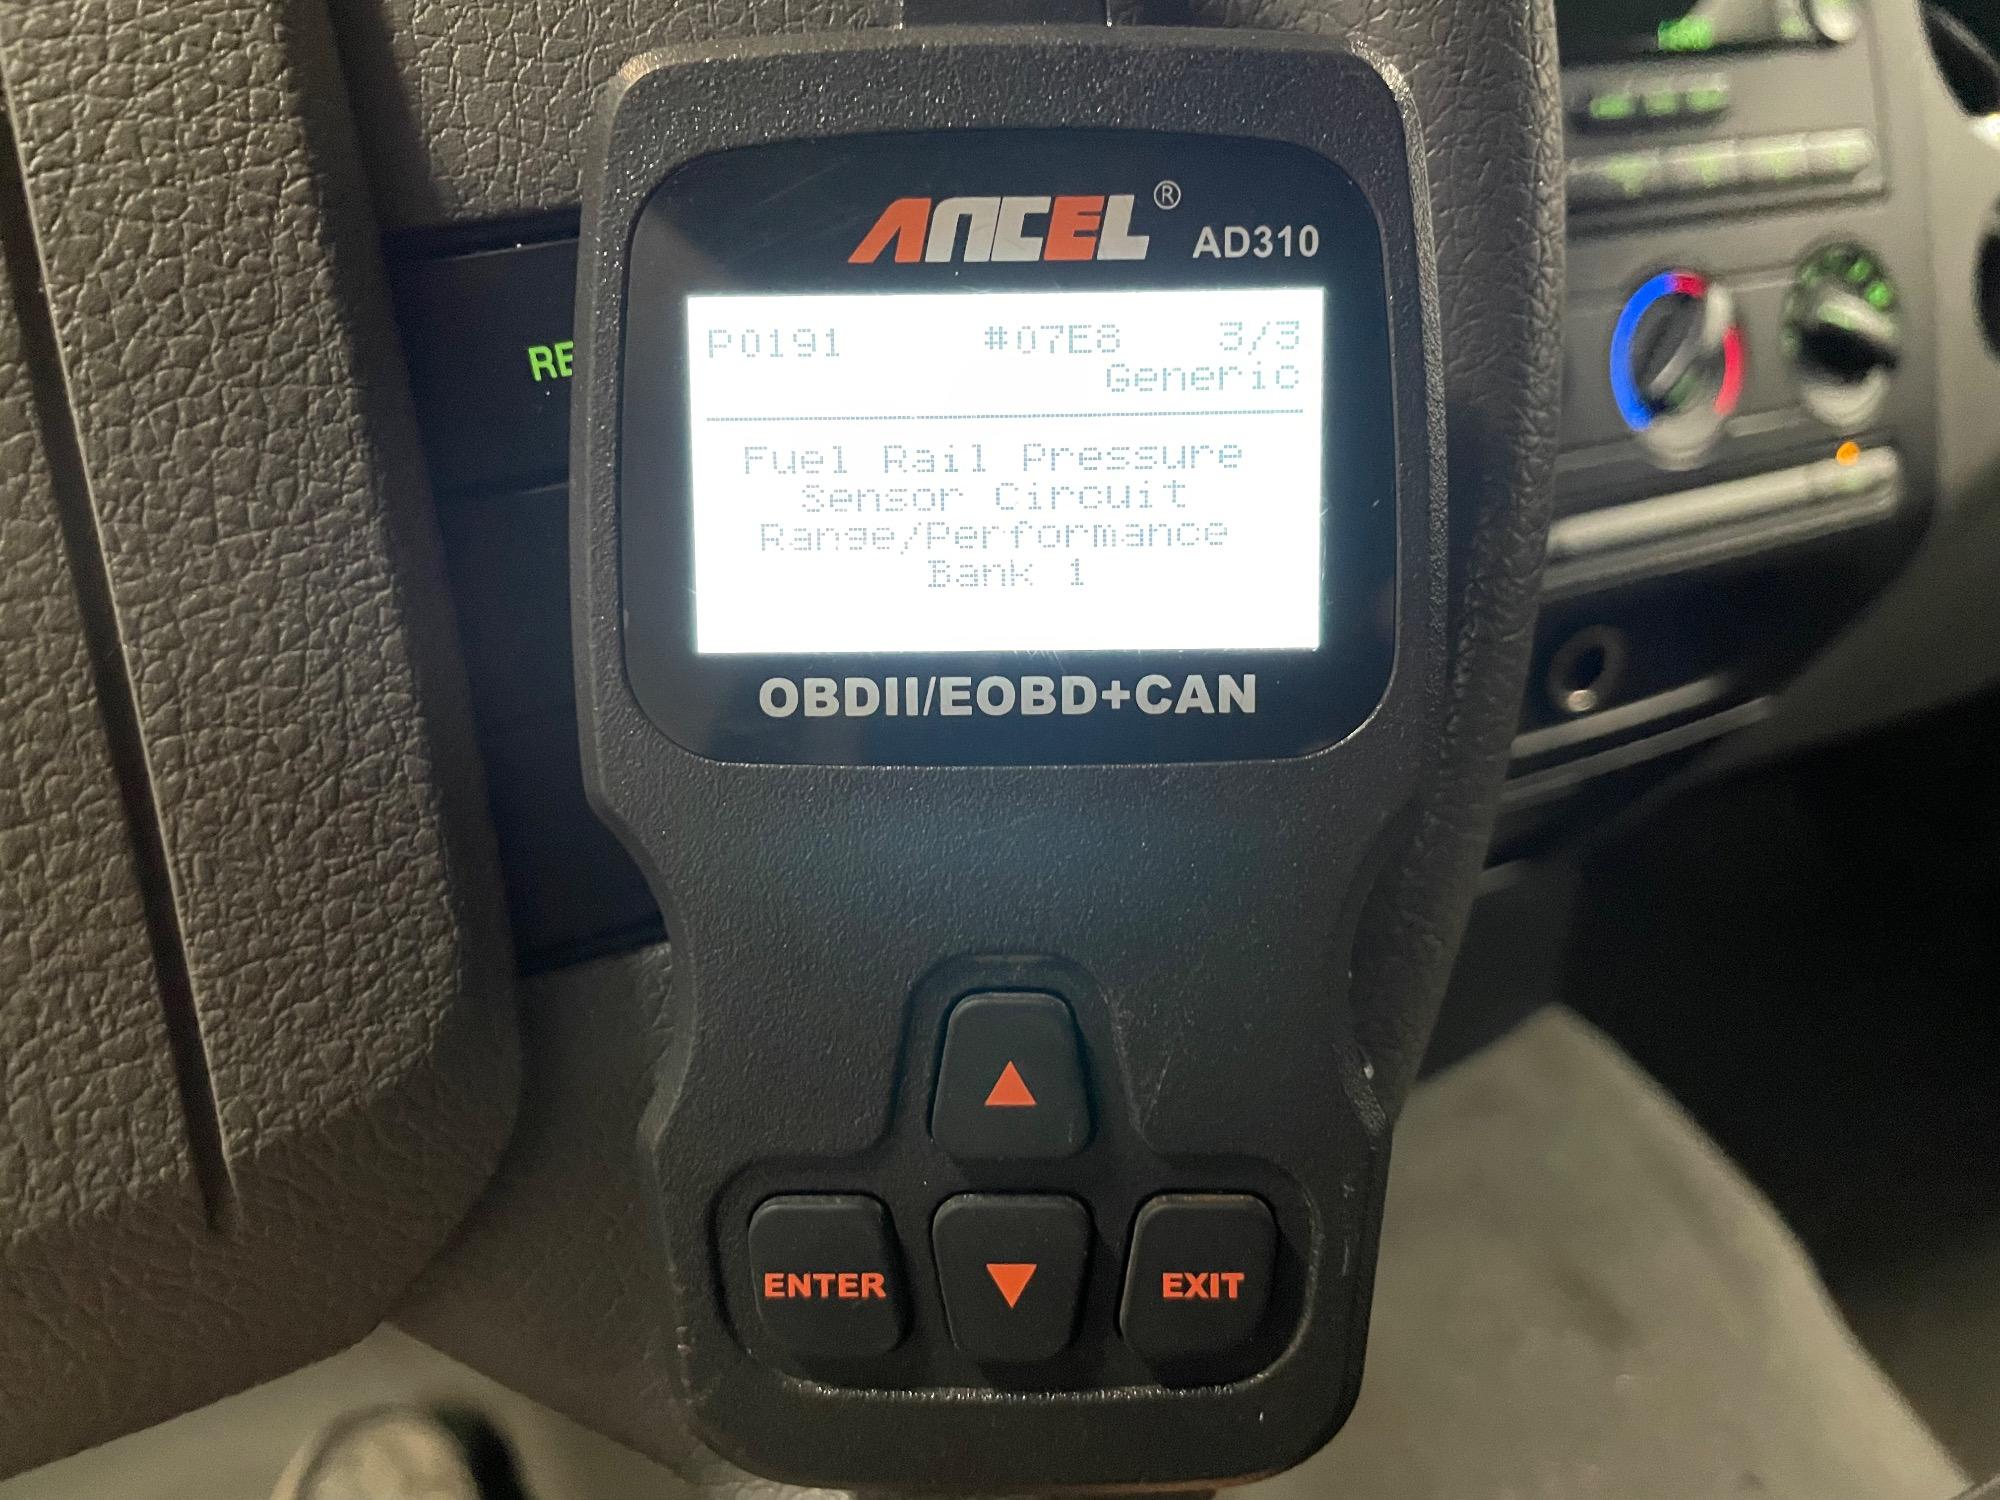 ANCEL® AD310
P0191 #07E8 3/3
Generic
Fuel Rail Pressure
Sensor Circuit
Range/Performance
Bank 1
OBDII/EOBD+CAN
RE
ENTER
EXIT